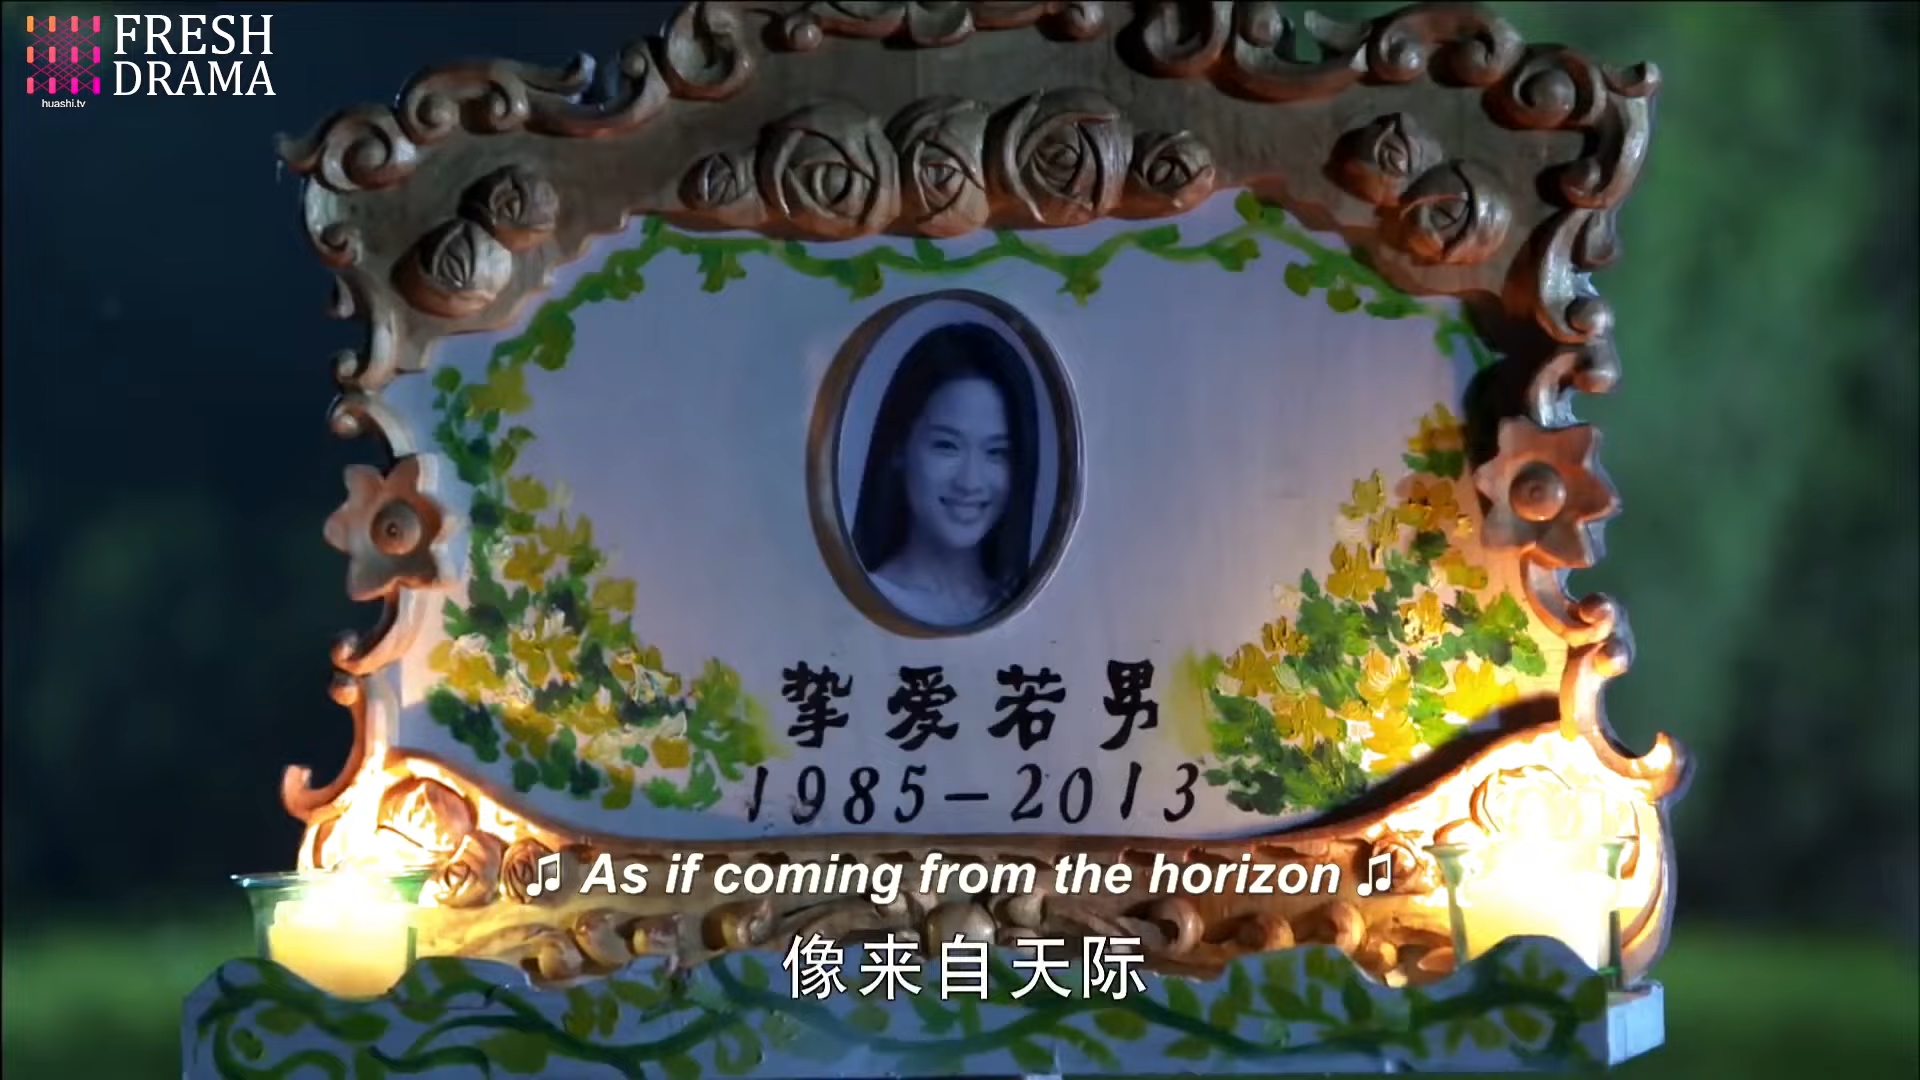 FRESH
DRAMA
huashi.tv
挚爱若男
1985-2013
♫ As if coming from the horizon ♫
像来自天际